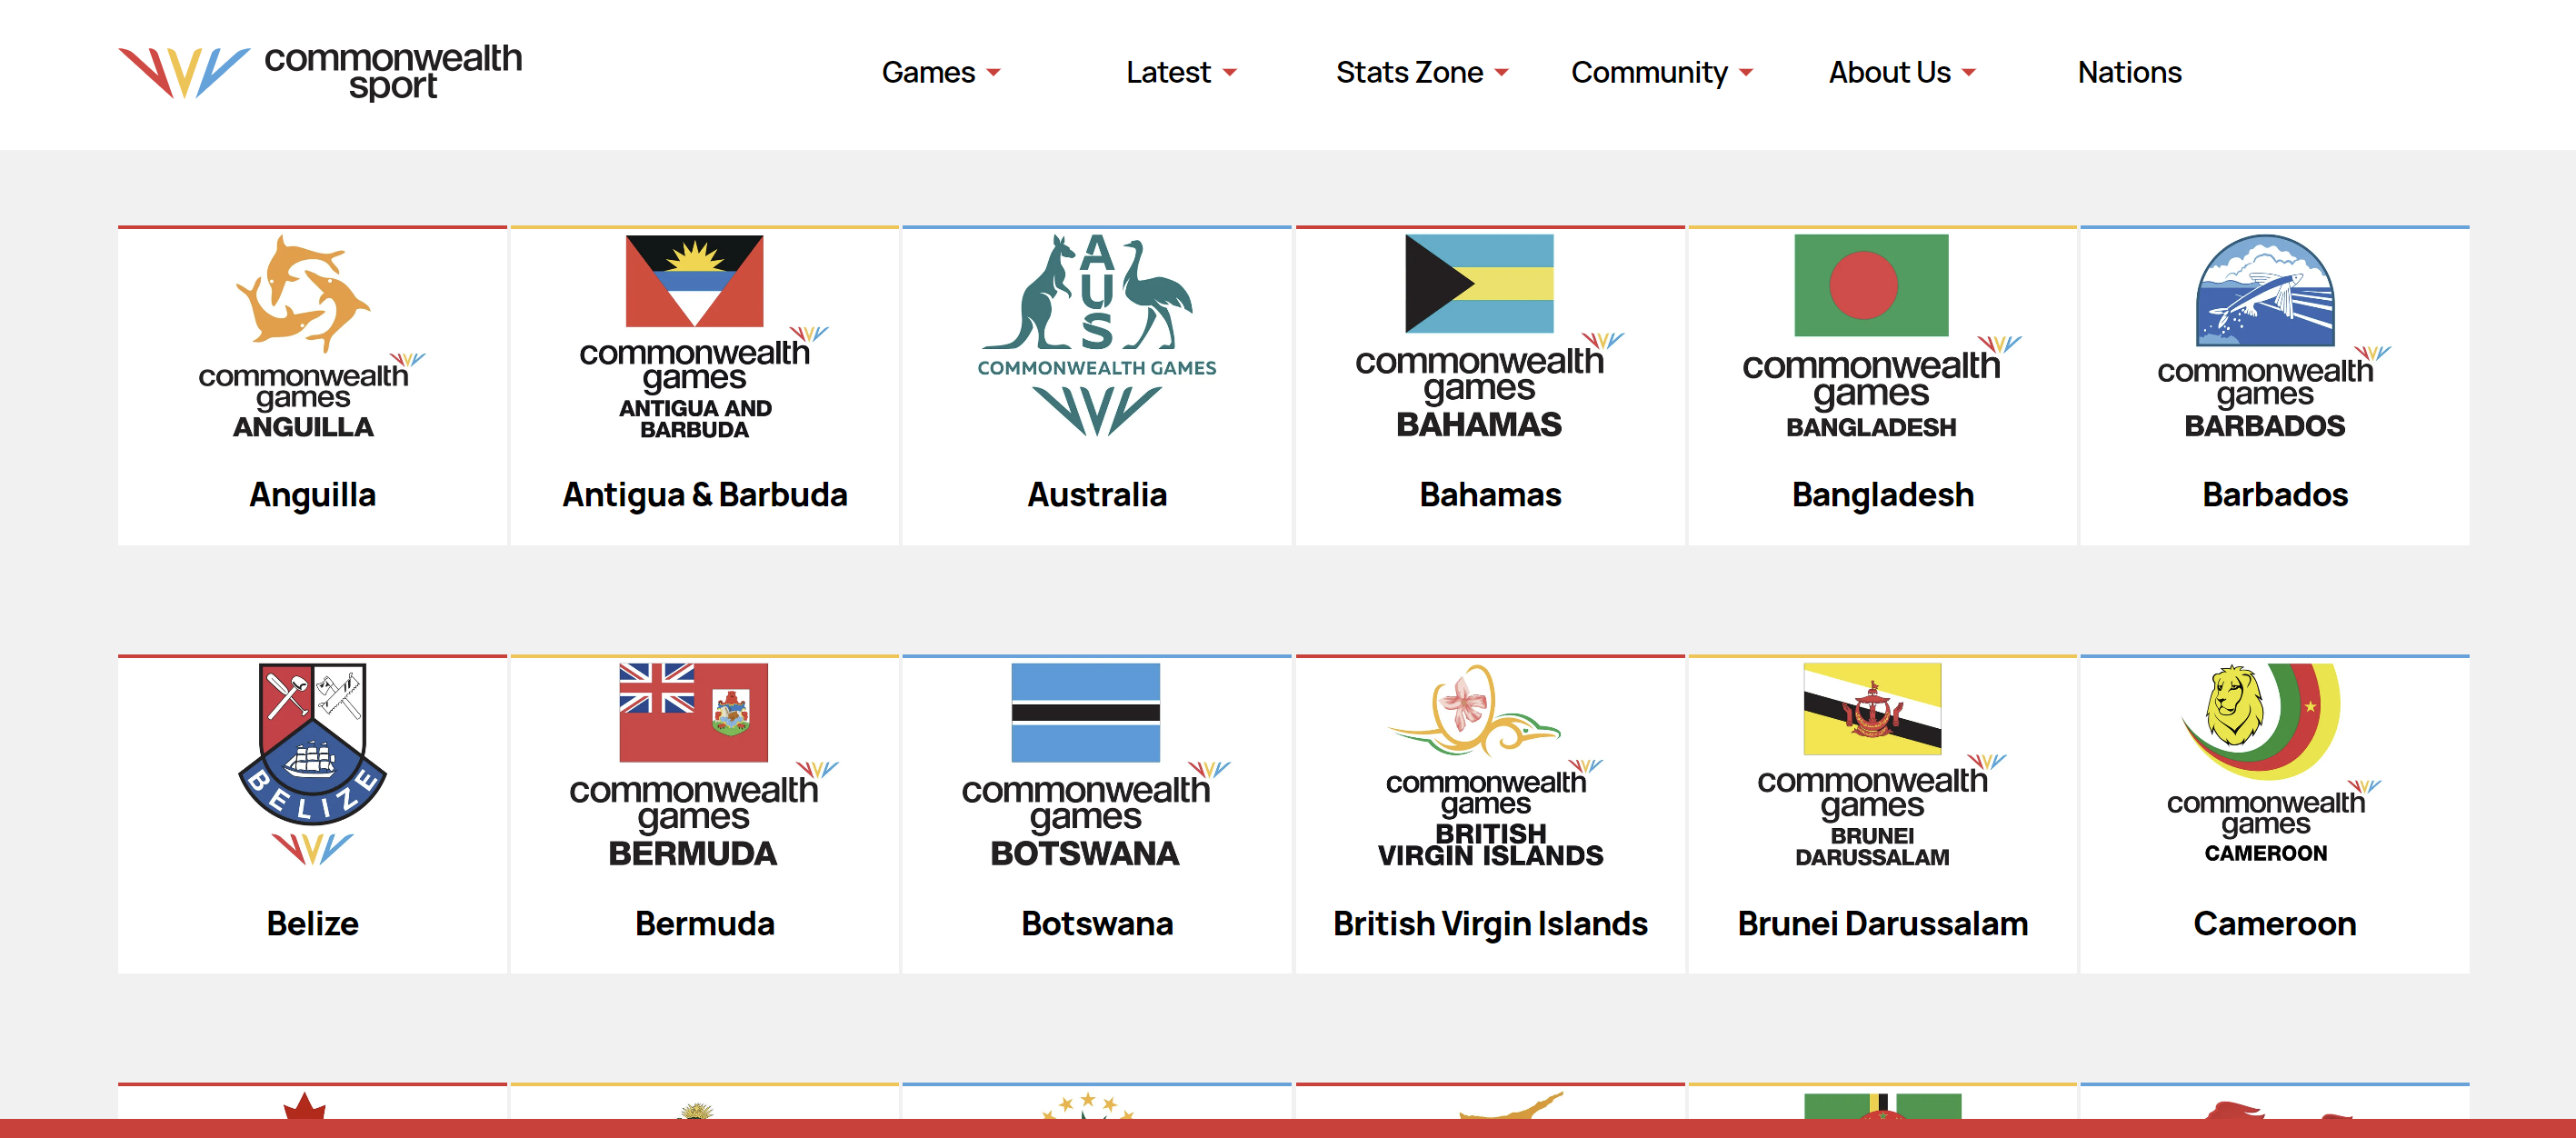 commonwealth
sport
Games
Latest
Stats Zone
Community
About Us
Nations
commonwealth
games
ANGUILLA
Anguilla
commonwealth
games
ANTIGUA AND
BARBUDA
Antigua & Barbuda
A
U
S
COMMONWEALTH GAMES
Australia
commonwealth
games
BAHAMAS
Bahamas
commonwealth
games
BANGLADESH
Bangladesh
commonwealth
games
BARBADOS
Barbados
BELIZE
Belize
commonwealth
games
BERMUDA
Bermuda
commonwealth
games
BOTSWANA
Botswana
commonwealth
games
BRITISH
VIRGIN ISLANDS
British Virgin Islands
commonwealth
games
BRUNEI
DARUSSALAM
Brunei Darussalam
commonwealth
games
CAMEROON
Cameroon